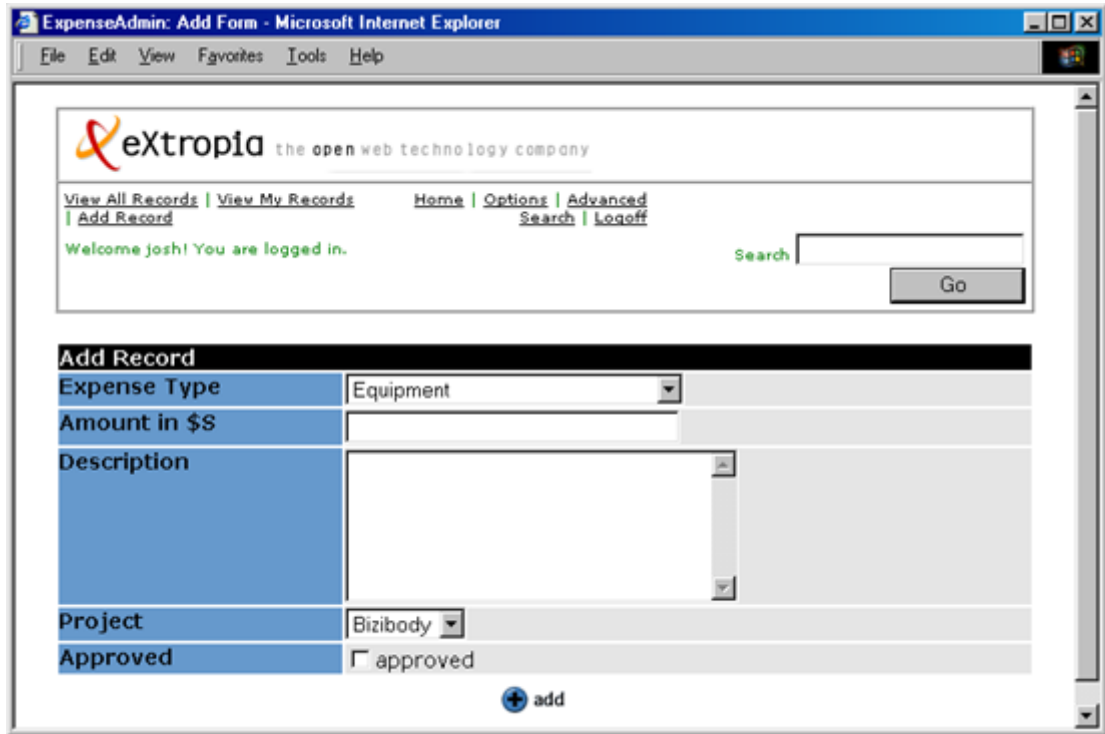 ExpenseAdmin: Add Form - Microsoft Internet Explorer
File Edit View Favorites Tools Help
eXtropia the open web technology company
View All Records | View My Records Home | Options | Advanced
| Add Record Search | Logoff
Welcome josh! You are logged in.
Search
Go
Add Record
Expense Type Equipment
Amount in $S
Description
Project Bizibody
Approved approved
add